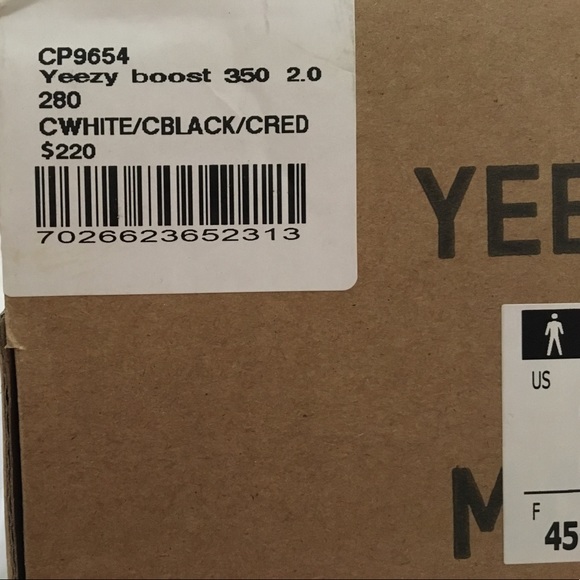 CP9654
Yeezy boost 350 2.0
280
CWHITE/CBLACK/CRED
$220
7026623652313
YEE
US
M
F 45